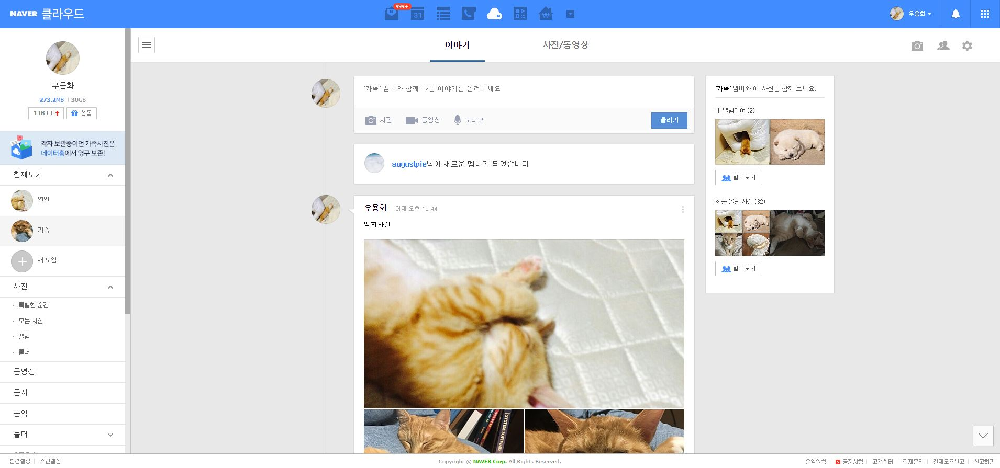 NAVER 클라우드
999+
31
우용화
우용화
273.2MB | 30GB
1TB UP
선물
각자 보관중이던 가족사진은
데이터홈에서 영구 보존!
함께보기
연인
가족
새 모임
사진
· 특별한 순간
· 모든 사진
· 앨범
· 폴더
동영상
문서
음악
폴더
이야기
사진/동영상
'가족' 멤버와 함께 나눌 이야기를 올려주세요!
사진
동영상
오디오
올리기
augustpie님이 새로운 멤버가 되었습니다.
우용화 어제 오후 10:44
딱지사진
SYSTEM SOFTWARE
'가족' 멤버와 이 사진을 함께 보세요.
내 앨범이여 (2)
함께보기
최근 올린 사진 (32)
함께보기
환경설정 | 스킨설정
Copyright © NAVER Corp. All Rights Reserved.
운영원칙 | N 공지사항 | 고객센터 | 결제문의 | 결제도용신고 | 신고하기